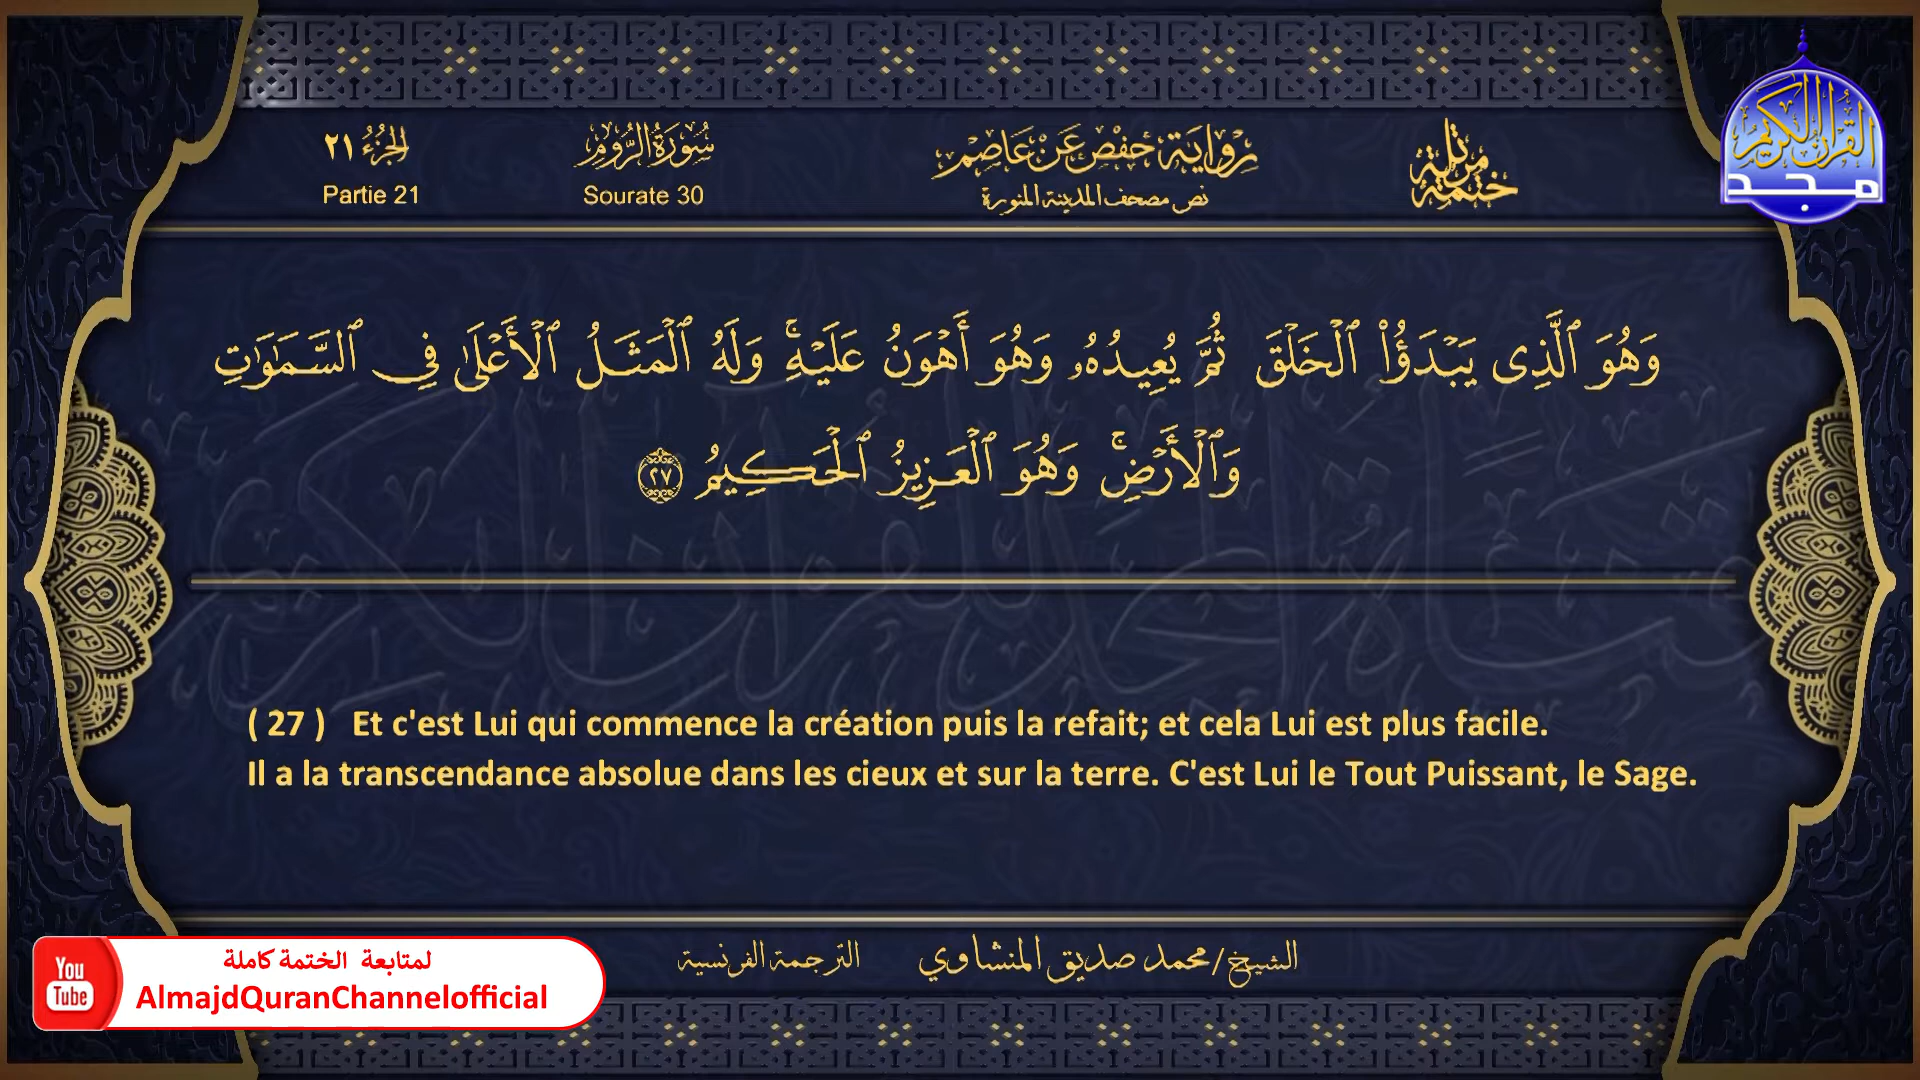 الجزء ٢١
Partie 21
سورة الروم
Sourate 30
رواية حفص عن عاصم
نص مصحف المدينة المنورة
ختمة مرتلة
القرآن الكريم
مجد
وَهُوَ ٱلَّذِى يَبْدَؤُا۟ ٱلْخَلْقَ ثُمَّ يُعِيدُهُۥ وَهُوَ أَهْوَنُ عَلَيْهِ ۚ وَلَهُ ٱلْمَثَلُ ٱلْأَعْلَىٰ فِى ٱلسَّمَـٰوَٰتِ
وَٱلْأَرْضِ ۚ وَهُوَ ٱلْعَزِيزُ ٱلْحَكِيمُ ٢٧
( 27 ) Et c'est Lui qui commence la création puis la refait; et cela Lui est plus facile.
Il a la transcendance absolue dans les cieux et sur la terre. C'est Lui le Tout Puissant, le Sage.
الشيخ/محمد صديق المنشاوي
الترجمة الفرنسية
You
Tube
لمتابعة الختمة كاملة
AlmajdQuranChannelofficial